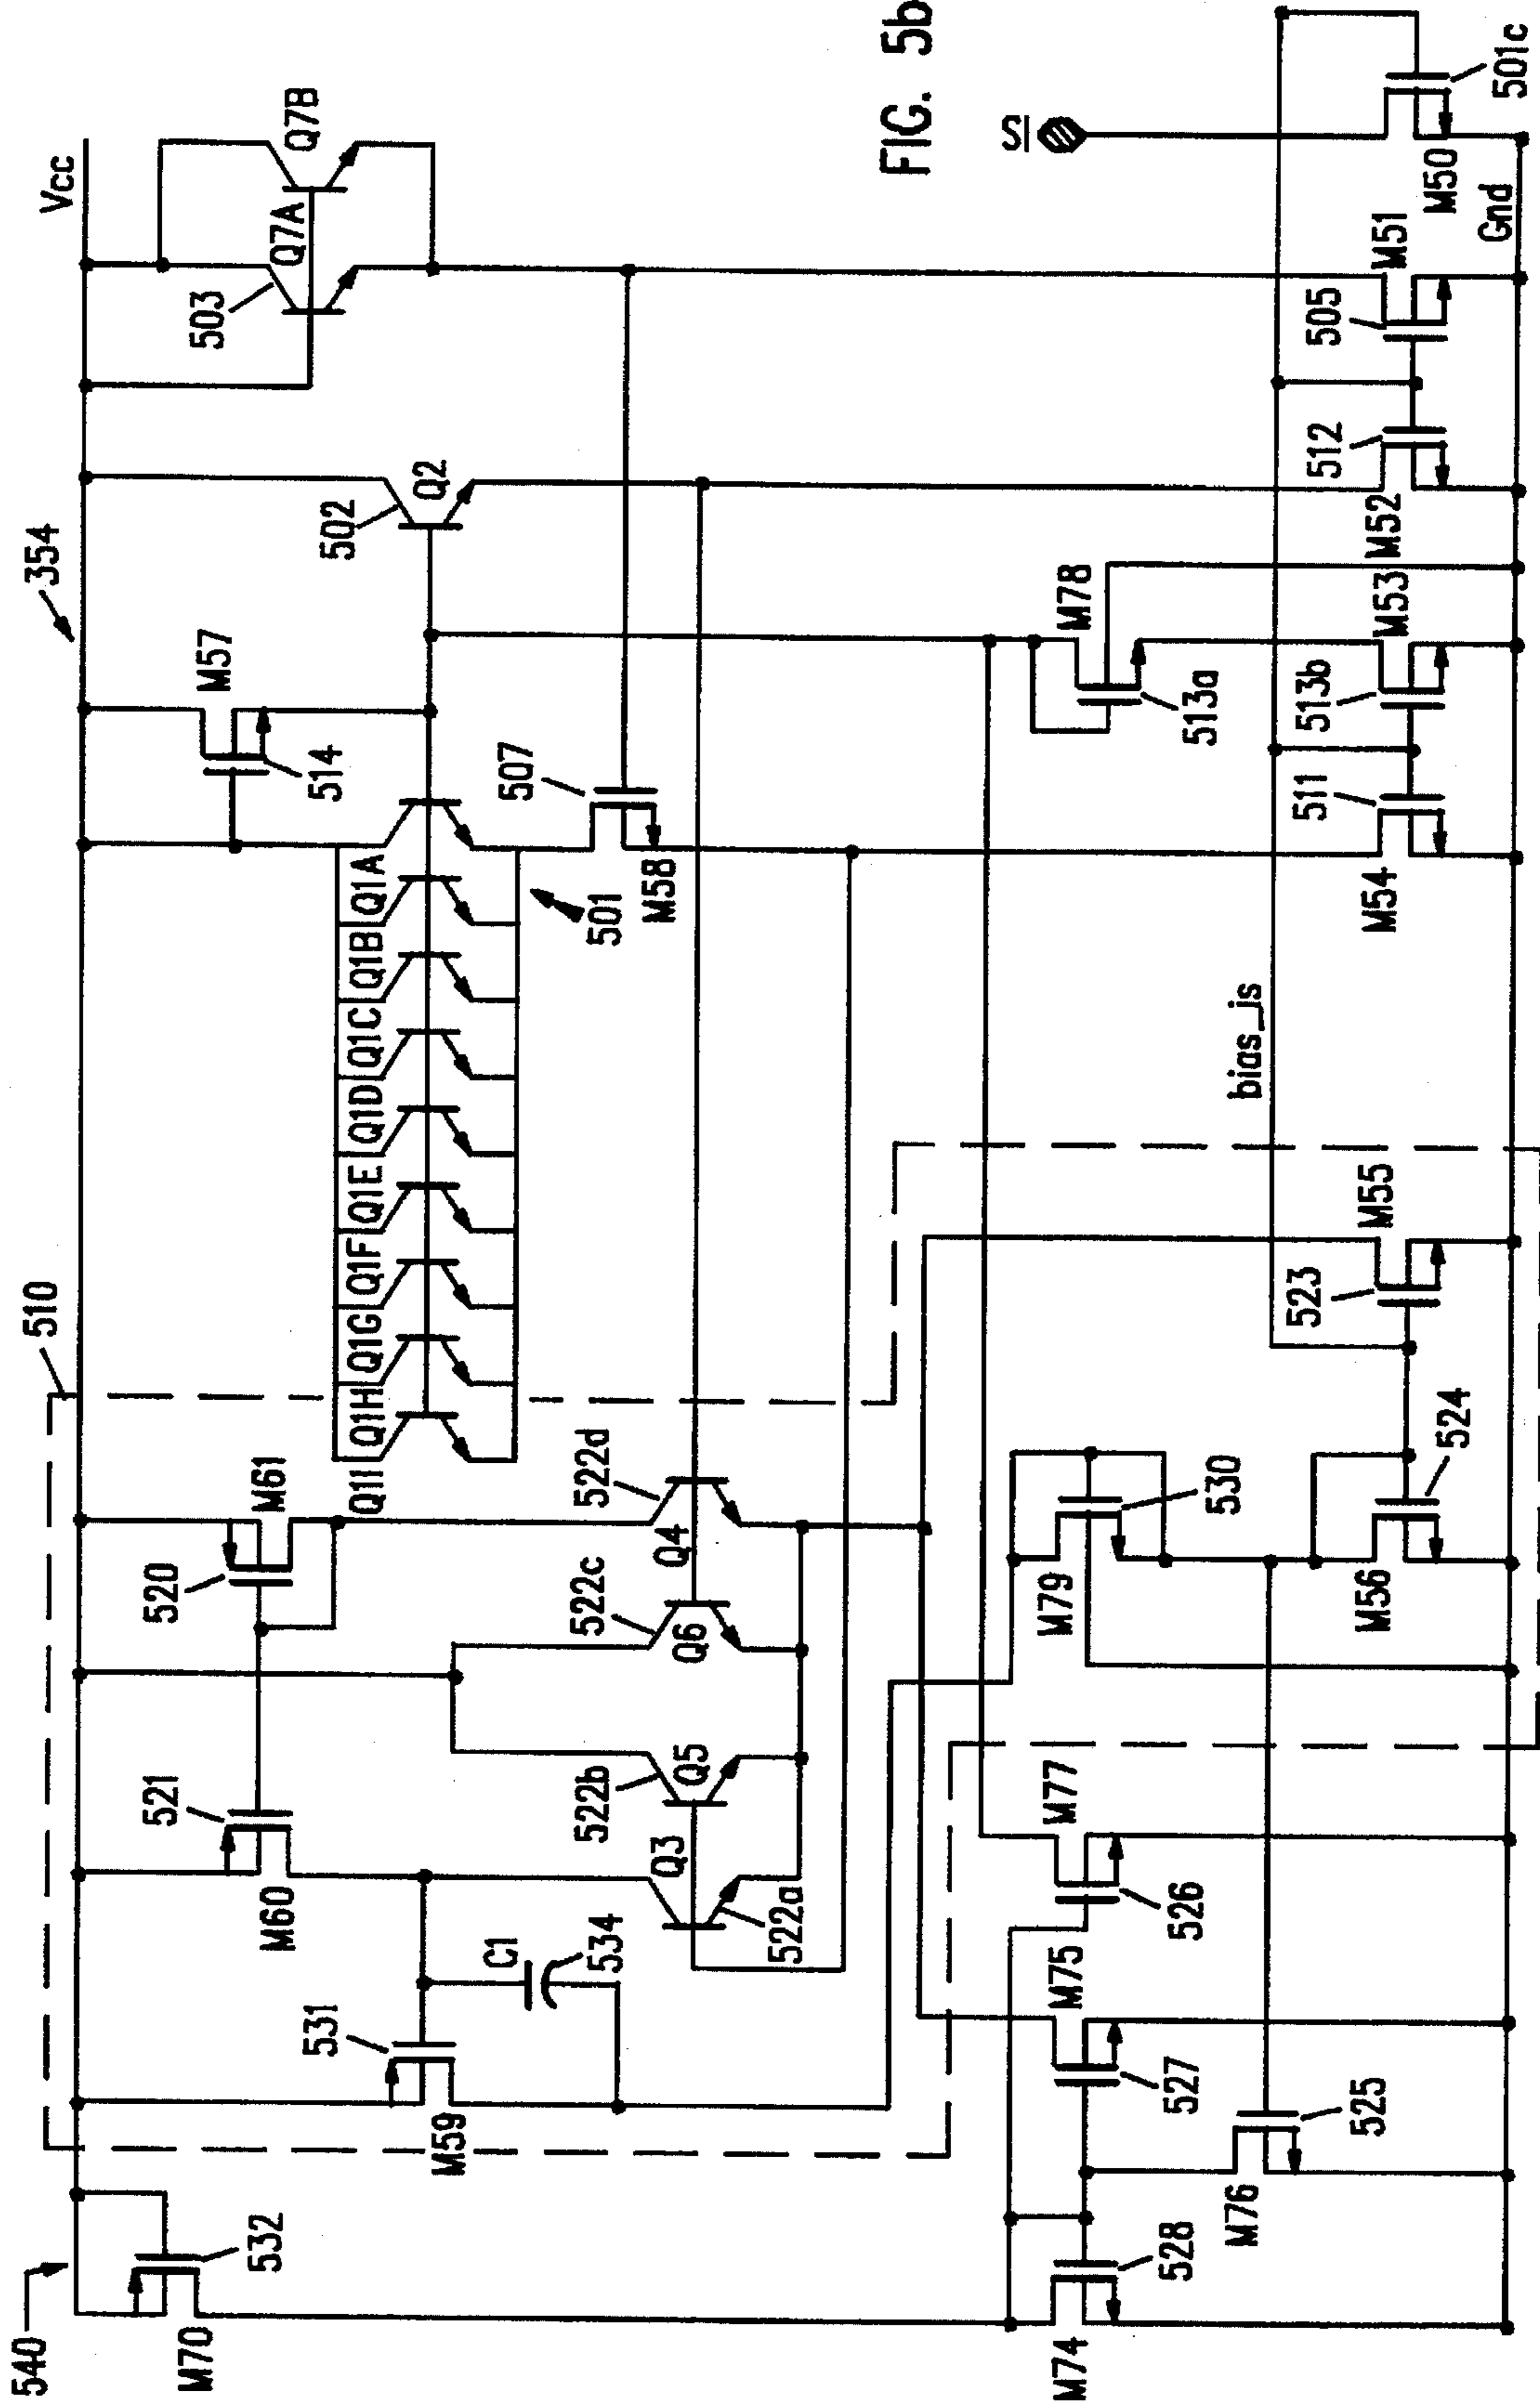 540
510
354
Vcc
M70
532
M59
531
C1
534
M60
521
520
M61
Q3
522a
522b
Q5
522c
Q6
Q4
522d
Q1I
Q1H
Q1G
Q1F
Q1E
Q1D
Q1C
Q1B
Q1A
501
M57
514
507
M58
502
Q2
503
Q7A
Q7B
FIG. 5b
SI
M74
528
M76
525
527
M75
526
M77
M79
530
M56
524
523
M55
bias_is
M54
511
513b
M53
513a
M78
M52
512
505
M51
M50
501c
Gnd